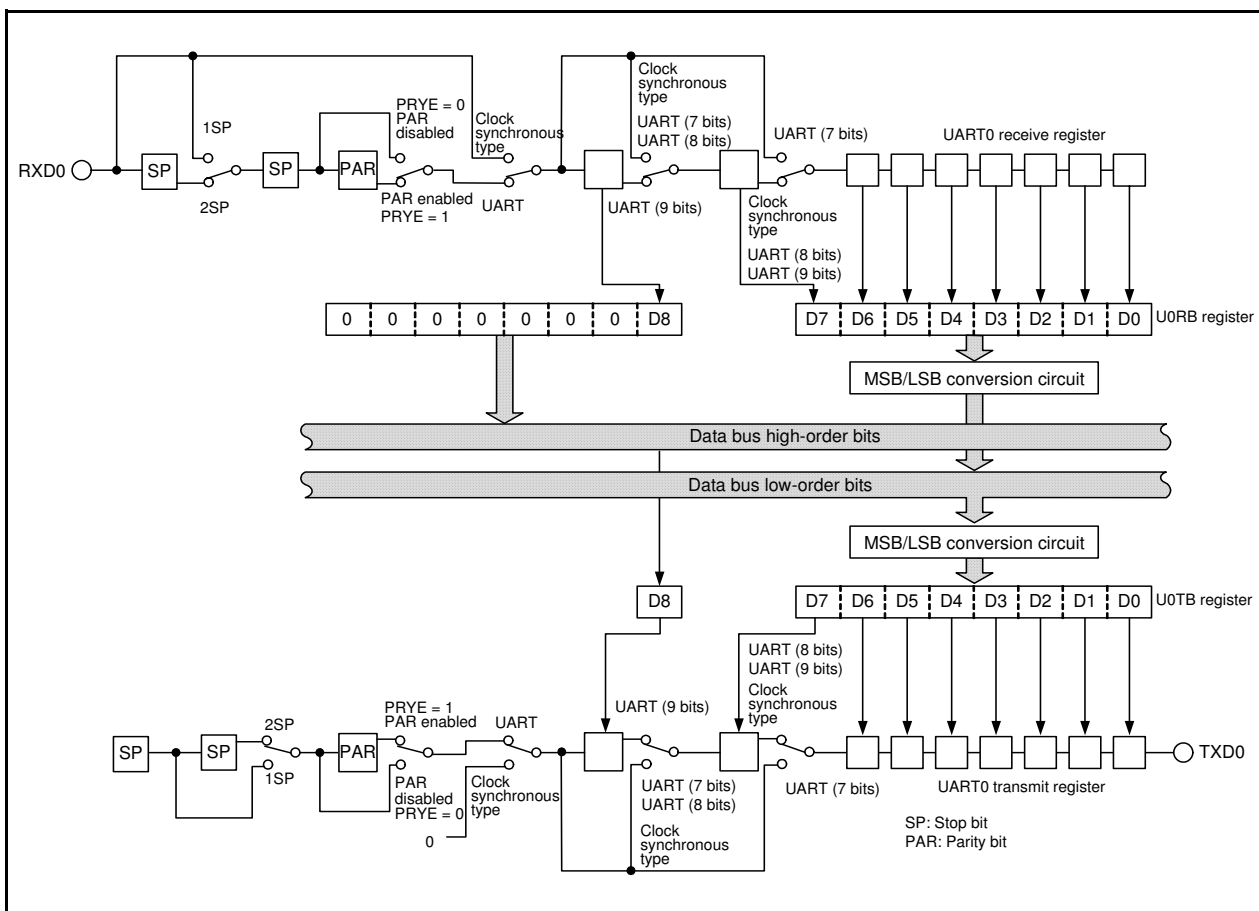 Clock
synchronous
type
PRYE = 0
PAR
disabled
Clock
synchronous
type
1SP
UART (7 bits)
UART (8 bits)
UART (7 bits)
UART0 receive register
RXD0
SP
SP
PAR
2SP
PAR enabled
PRYE = 1
UART
UART (9 bits)
Clock
synchronous
type
UART (8 bits)
UART (9 bits)
0 0 0 0 0 0 0 D8
D7 D6 D5 D4 D3 D2 D1 D0
U0RB register
MSB/LSB conversion circuit
Data bus high-order bits
Data bus low-order bits
MSB/LSB conversion circuit
D8
D7 D6 D5 D4 D3 D2 D1 D0
U0TB register
UART (8 bits)
UART (9 bits)
Clock
synchronous
type
PRYE = 1
PAR enabled
UART
UART (9 bits)
2SP
SP
SP
PAR
TXD0
1SP
PAR
disabled
PRYE = 0
Clock
synchronous
type
0
UART (7 bits)
UART (8 bits)
Clock
synchronous
type
UART (7 bits)
UART0 transmit register
SP: Stop bit
PAR: Parity bit